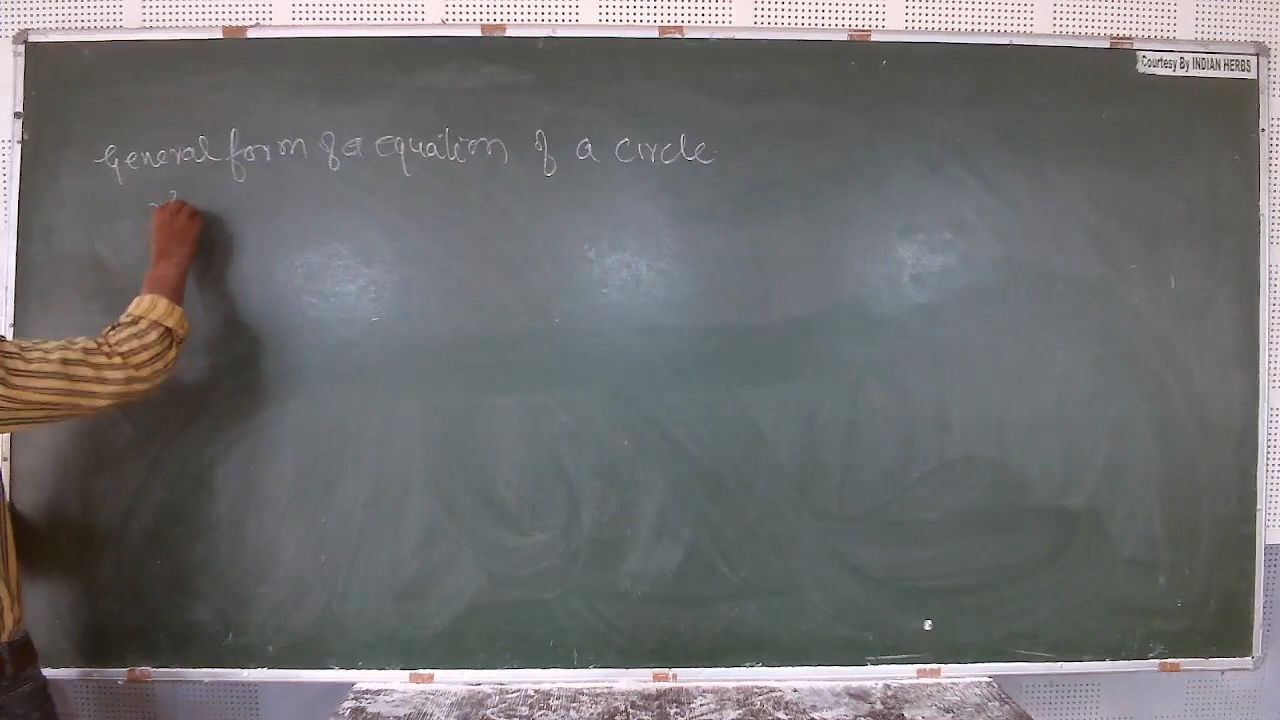 Courtesy By INDIAN HERBS
General form of a equation of a circle